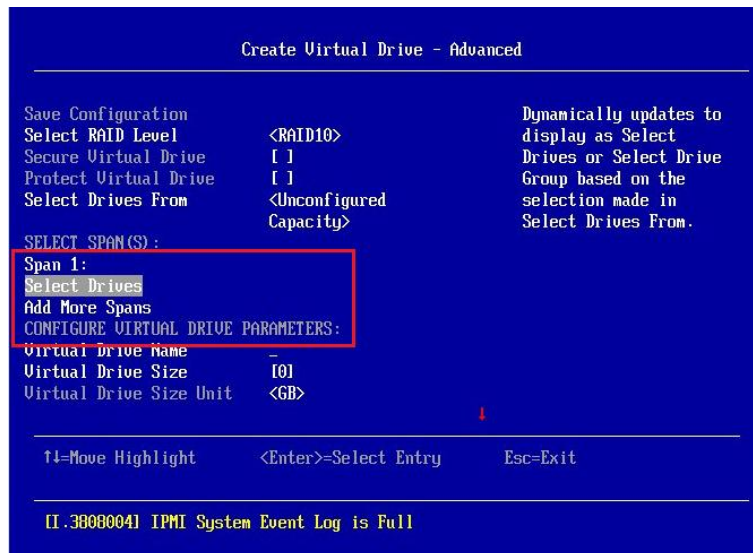 Create Virtual Drive - Advanced
Save Configuration
Select RAID Level <RAID10>
Secure Virtual Drive [ ]
Protect Virtual Drive [ ]
Select Drives From <Unconfigured
Capacity>
SELECT SPAN(S):
Span 1:
Select Drives
Add More Spans
CONFIGURE VIRTUAL DRIVE PARAMETERS:
Virtual Drive Name _
Virtual Drive Size [0]
Virtual Drive Size Unit <GB>
Dynamically updates to
display as Select
Drives or Select Drive
Group based on the
selection made in
Select Drives From.
↓
↑↓=Move Highlight <Enter>=Select Entry Esc=Exit
[I.3808004] IPMI System Event Log is Full